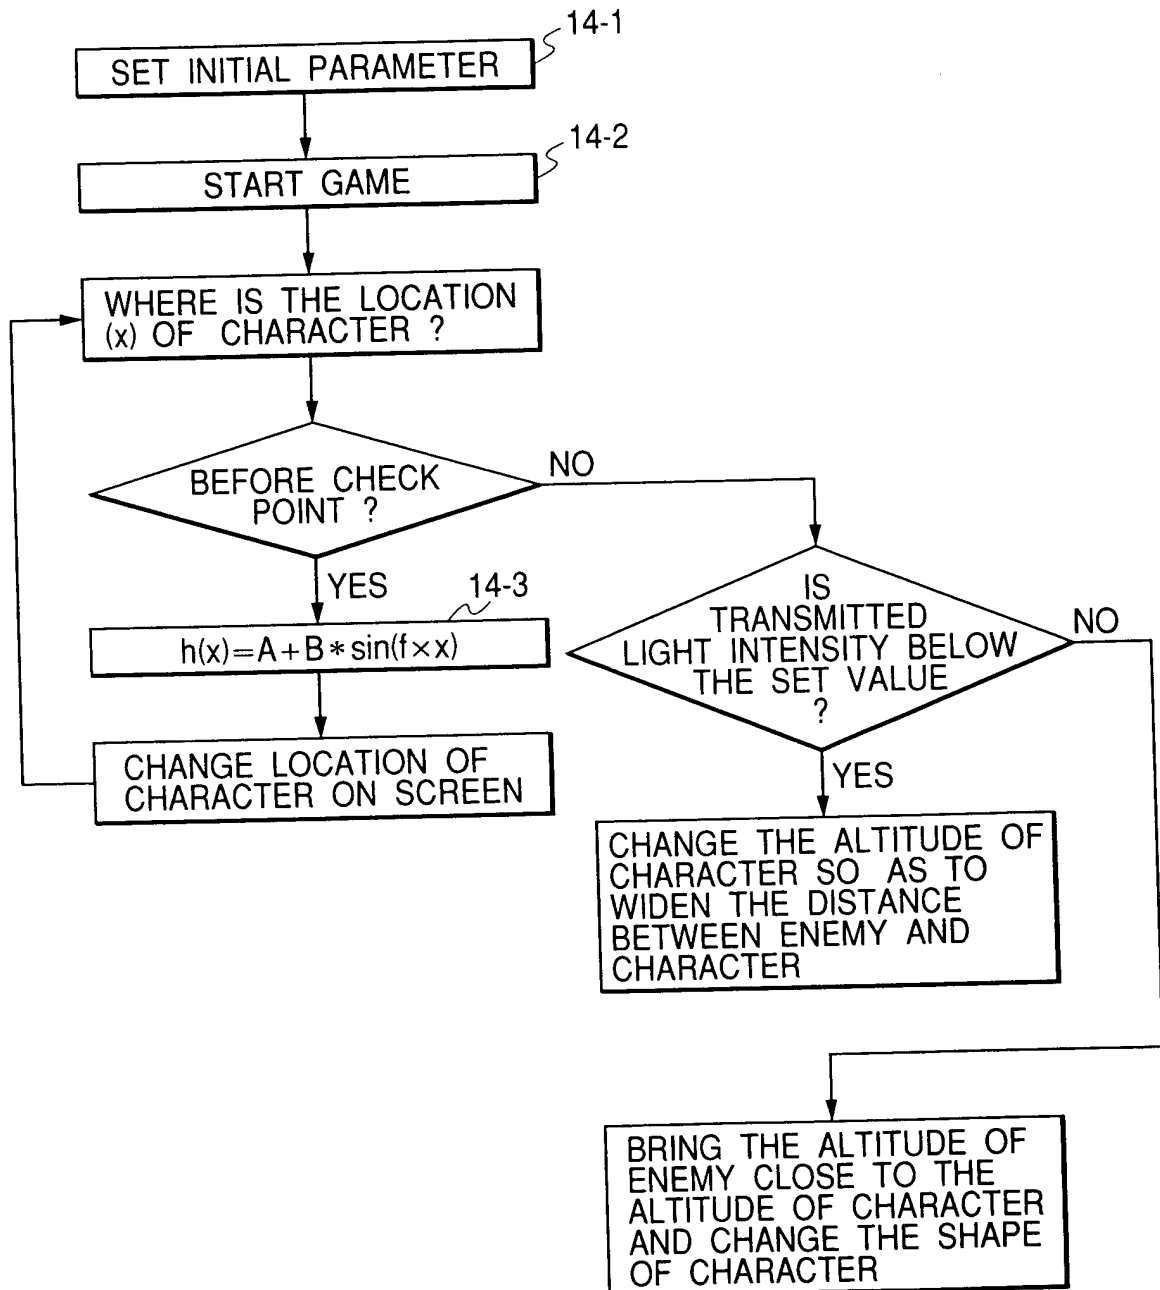 14-1
SET INITIAL PARAMETER
14-2
START GAME
WHERE IS THE LOCATION
(x) OF CHARACTER ?
BEFORE CHECK
POINT ?
NO
YES
14-3
h(x)=A+B*sin(f×x)
CHANGE LOCATION OF
CHARACTER ON SCREEN
IS
TRANSMITTED
LIGHT INTENSITY BELOW
THE SET VALUE
?
NO
YES
CHANGE THE ALTITUDE OF
CHARACTER SO AS TO
WIDEN THE DISTANCE
BETWEEN ENEMY AND
CHARACTER
BRING THE ALTITUDE OF
ENEMY CLOSE TO THE
ALTITUDE OF CHARACTER
AND CHANGE THE SHAPE
OF CHARACTER